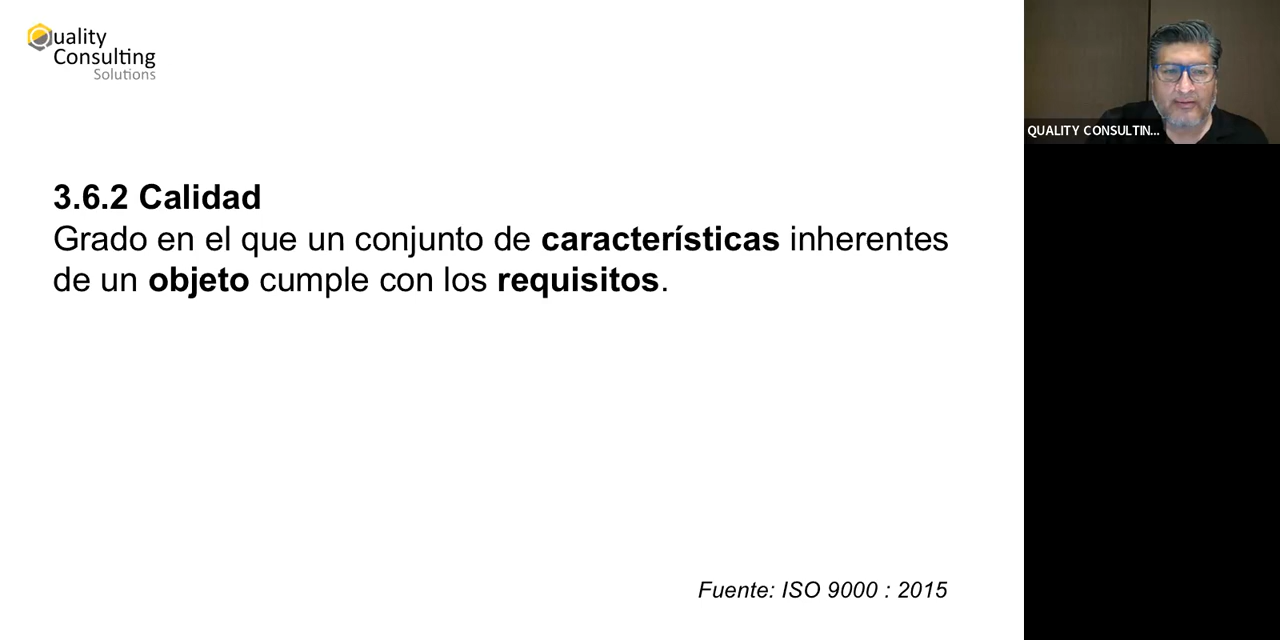 Quality
Consulting
Solutions
QUALITY CONSULTIN...
3.6.2 Calidad
Grado en el que un conjunto de características inherentes
de un objeto cumple con los requisitos.
Fuente: ISO 9000 : 2015